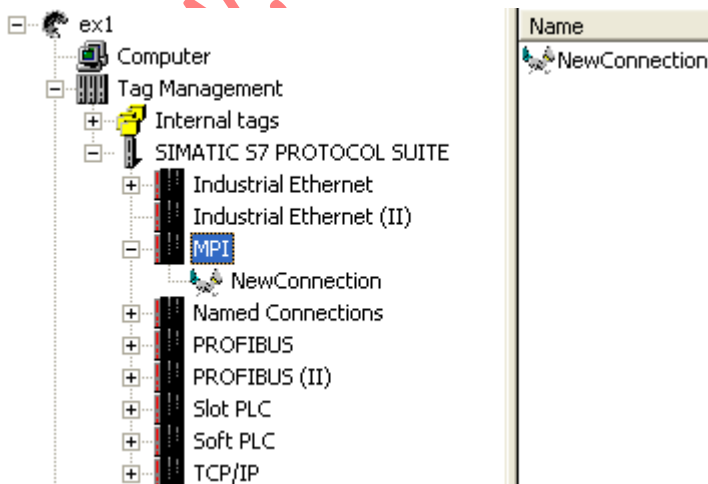 ex1
Name
Computer
NewConnection
Tag Management
Internal tags
SIMATIC S7 PROTOCOL SUITE
Industrial Ethernet
Industrial Ethernet (II)
MPI
NewConnection
Named Connections
PROFIBUS
PROFIBUS (II)
Slot PLC
Soft PLC
TCP/IP